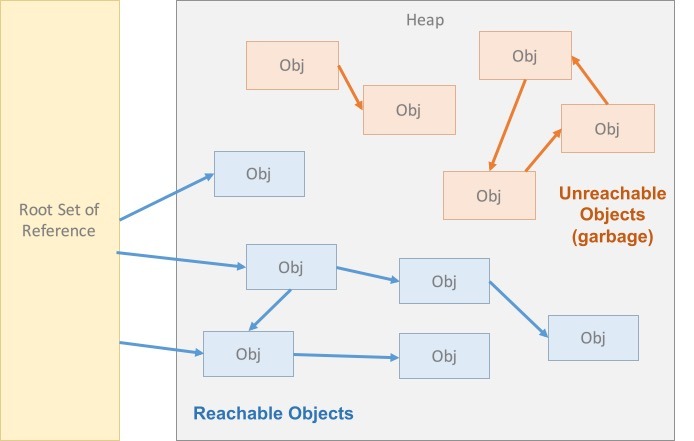 Heap
Obj
Obj
Obj
Obj
Obj
Obj
Unreachable
Objects
(garbage)
Root Set of
Reference
Obj
Obj
Obj
Obj
Obj
Reachable Objects